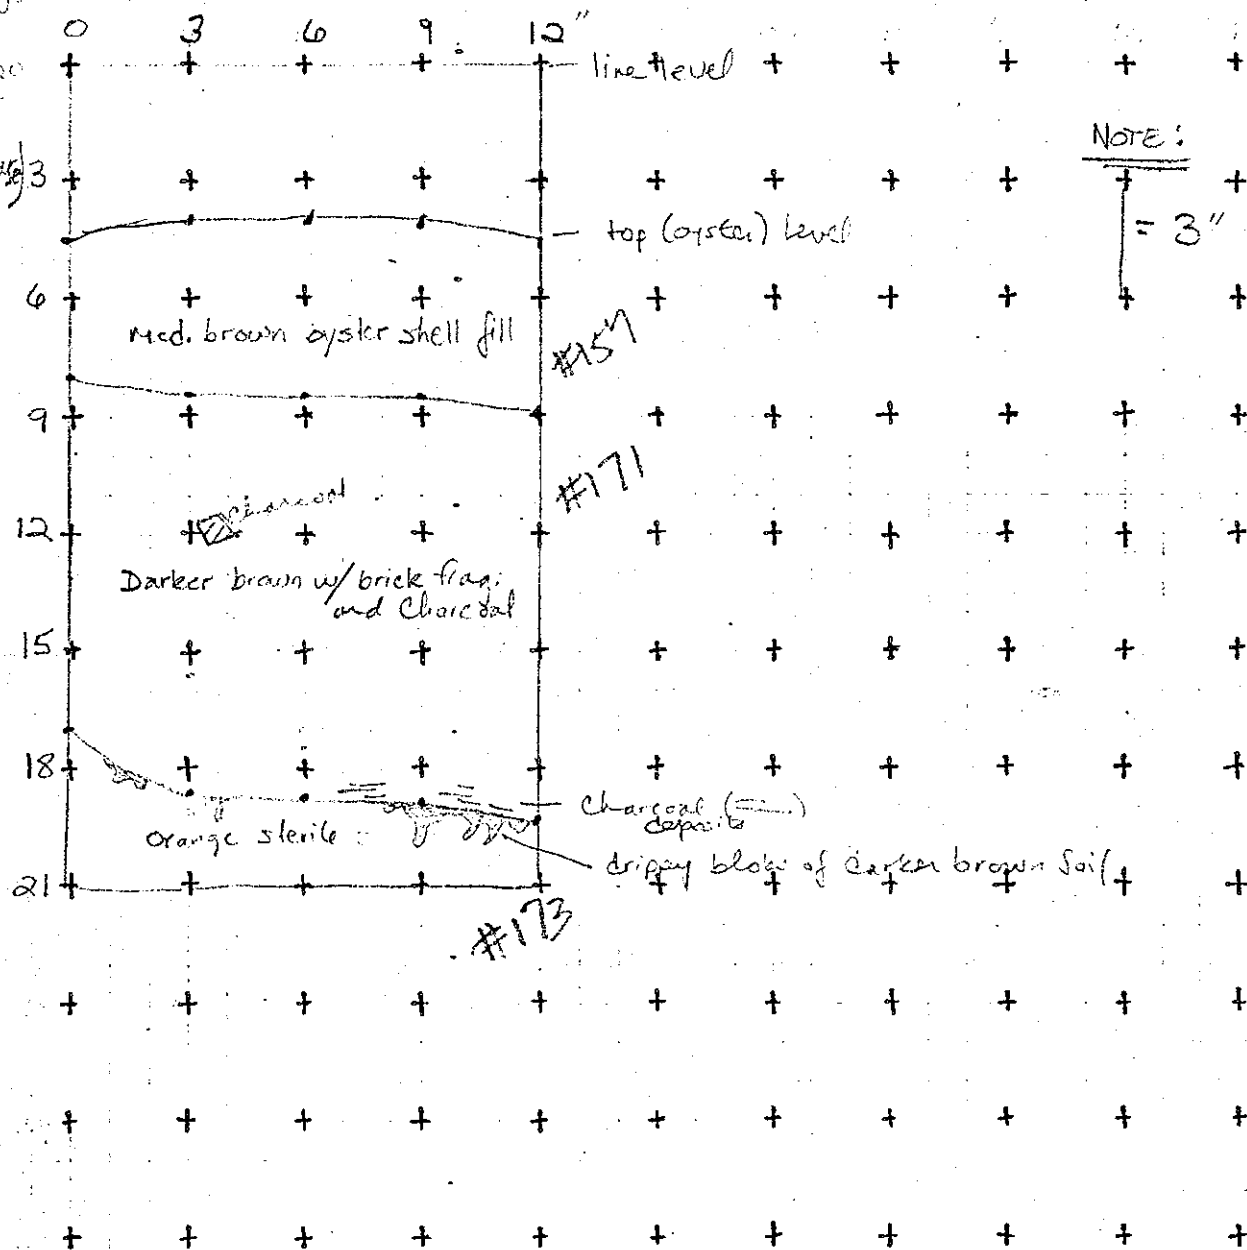 0 3 6 9 12"
line level
3
NOTE:
= 3"
top (oyster) level
6
Med. brown oyster shell fill
#157
9
#171
charcoal
12
Darker brown w/ brick frag.
and Charcoal
15
18
Charcoal (
deposits
)
Orange sterile
drippy blobs of darker brown soil
21
#173